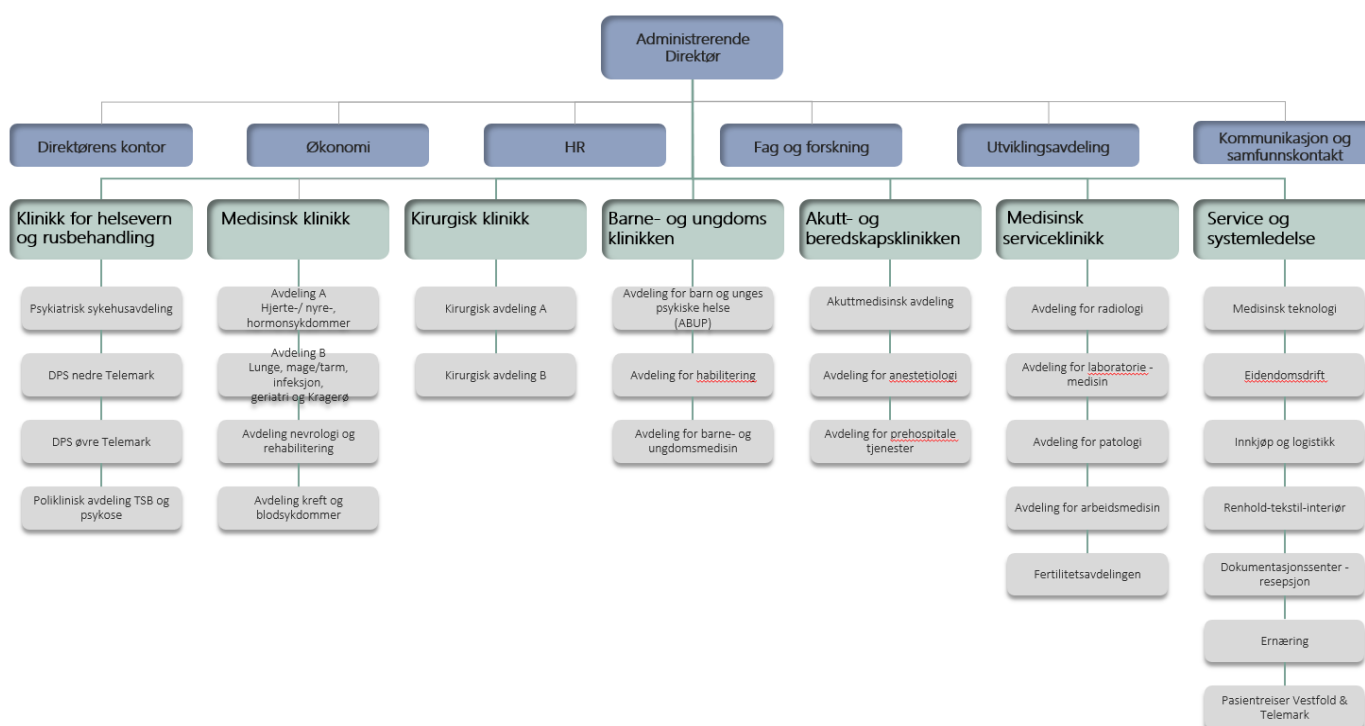 Administrerende
Direktør
Direktørens kontor
Økonomi
HR
Fag og forskning
Utviklingsavdeling
Kommunikasjon og
samfunnskontakt
Klinikk for helsevern
og rusbehandling
Psykiatrisk sykehusavdeling
DPS nedre Telemark
DPS øvre Telemark
Poliklinisk avdeling TSB og
psykose
Medisinsk klinikk
Avdeling A
Hjerte-/ nyre-,
hormonsykdommer
Avdeling B
Lunge, mage/tarm,
infeksjon,
geriatri og Kragerø
Avdeling nevrologi og
rehabilitering
Avdeling kreft og
blodsykdommer
Kirurgisk klinikk
Kirurgisk avdeling A
Kirurgisk avdeling B
Barne- og ungdoms
klinikken
Avdeling for barn og unges
psykiske helse
(ABUP)
Avdeling for habilitering
Avdeling for barne- og
ungdomsmedisin
Akutt- og
beredskapsklinikken
Akuttmedisinsk avdeling
Avdeling for anestetiologi
Avdeling for prehospitale
tjenester
Medisinsk
serviceklinikk
Avdeling for radiologi
Avdeling for laboratorie -
medisin
Avdeling for patologi
Avdeling for arbeidsmedisin
Fertilitetsavdelingen
Service og
systemledelse
Medisinsk teknologi
Eidendomsdrift
Innkjøp og logistikk
Renhold-tekstil-interiør
Dokumentasjonssenter -
resepsjon
Ernæring
Pasientreiser Vestfold &
Telemark